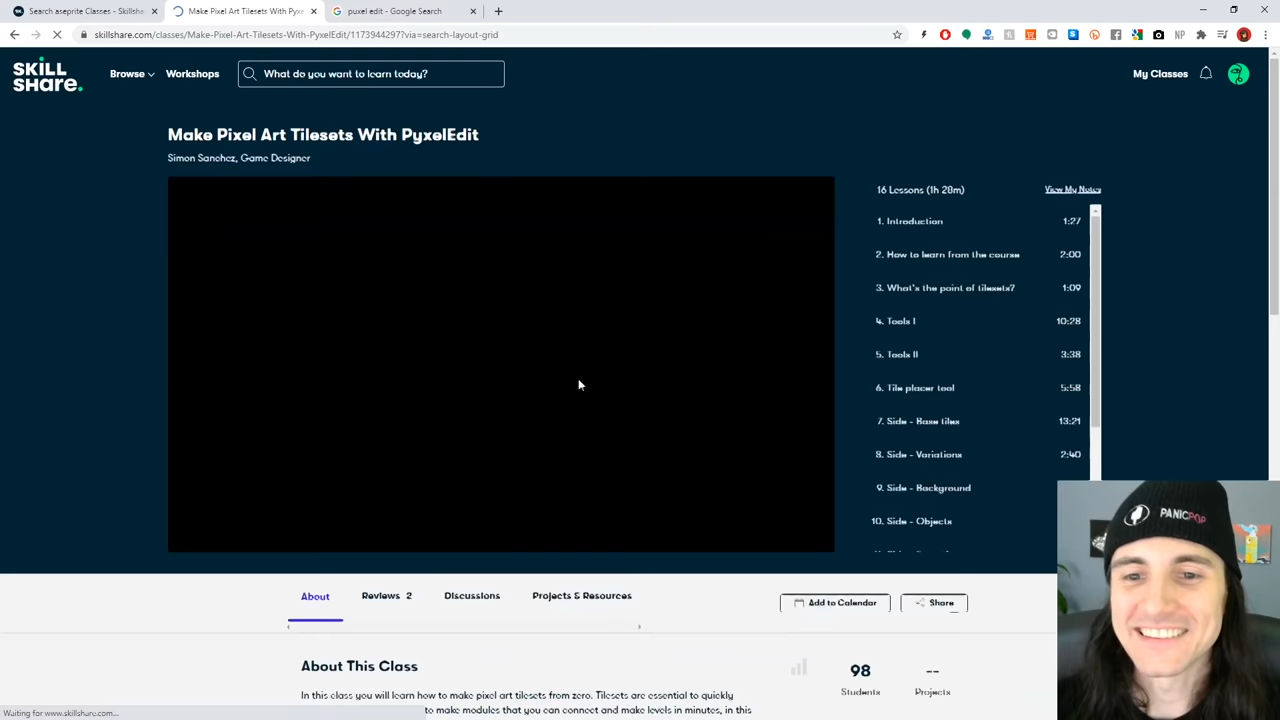 Search aseprite Classes - Skillsha
Make Pixel Art Tilesets With Pyxe
puxel edit - Google Search
skillshare.com/classes/Make-Pixel-Art-Tilesets-With-PyxelEdit/1173944297?via=search-layout-grid
SKILL
SHARE.
Browse
Workshops
What do you want to learn today?
My Classes
Make Pixel Art Tilesets With PyxelEdit
Simon Sanchez, Game Designer
16 Lessons (1h 20m)
View My Notes
1. Introduction 1:27
2. How to learn from the course 2:00
3. What's the point of tilesets? 1:09
4. Tools I 10:28
5. Tools II 3:38
6. Tile placer tool 5:58
7. Side - Base tiles 13:21
8. Side - Variations 2:40
9. Side - Background
10. Side - Objects
PANICPOP
About
Reviews 2
Discussions
Projects & Resources
Add to Calendar
Share
About This Class
In this class you will learn how to make pixel art tilesets from zero. Tilesets are essential to quickly
to make modules that you can connect and make levels in minutes, in this
98
Students
--
Projects
Waiting for www.skillshare.com...